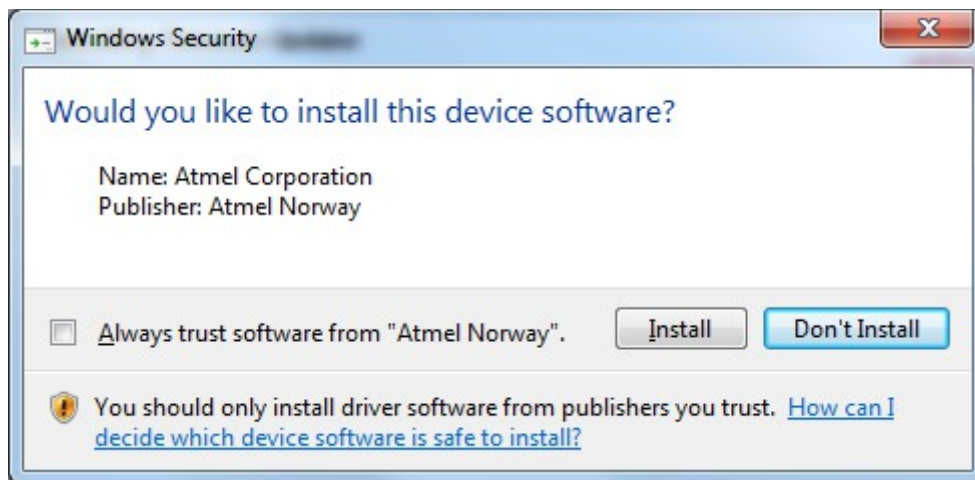 Windows Security
Would you like to install this device software?
Name: Atmel Corporation
Publisher: Atmel Norway
Always trust software from "Atmel Norway".
Install
Don't Install
You should only install driver software from publishers you trust. How can I
decide which device software is safe to install?